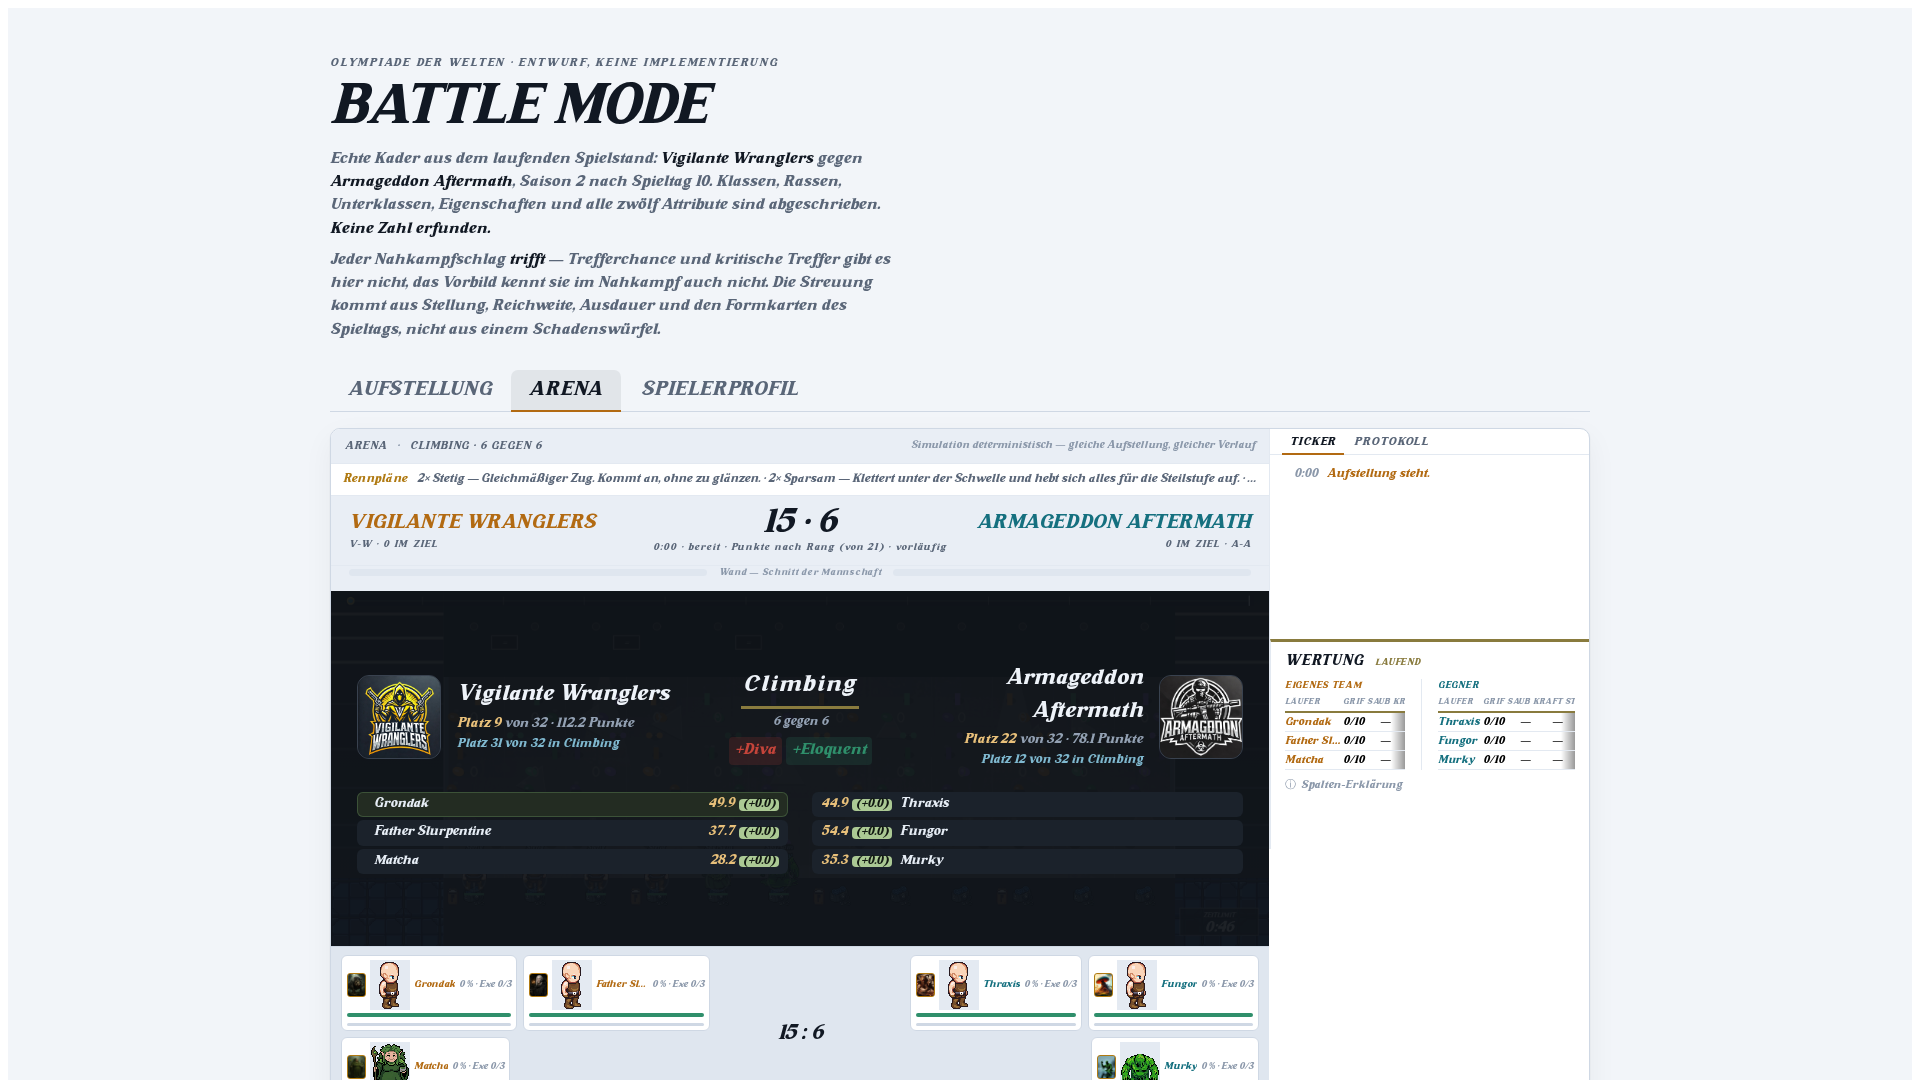 OLYMPIADE DER WELTEN · ENTWURF, KEINE IMPLEMENTIERUNG
BATTLE MODE
Echte Kader aus dem laufenden Spielstand: Vigilante Wranglers gegen
Armageddon Aftermath, Saison 2 nach Spieltag 10. Klassen, Rassen,
Unterklassen, Eigenschaften und alle zwölf Attribute sind abgeschrieben.
Keine Zahl erfunden.
Jeder Nahkampfschlag trifft — Trefferchance und kritische Treffer gibt es
hier nicht, das Vorbild kennt sie im Nahkampf auch nicht. Die Streuung
kommt aus Stellung, Reichweite, Ausdauer und den Formkarten des
Spieltags, nicht aus einem Schadenswürfel.
AUFSTELLUNG ARENA SPIELERPROFIL
ARENA · CLIMBING · 6 GEGEN 6 Simulation deterministisch — gleiche Aufstellung, gleicher Verlauf
Rennpläne 2× Stetig — Gleichmäßiger Zug. Kommt an, ohne zu glänzen. · 2× Sparsam — Klettert unter der Schwelle und hebt sich alles für die Steilstufe auf. · ...
VIGILANTE WRANGLERS 15 · 6 ARMAGEDDON AFTERMATH
V-W · 0 IM ZIEL 0:00 · bereit · Punkte nach Rang (von 21) · vorläufig 0 IM ZIEL · A-A
Wand — Schnitt der Mannschaft
VIGILANTE
WRANGLERS
Vigilante Wranglers
Platz 9 von 32 · 112.2 Punkte
Platz 31 von 32 in Climbing
Climbing
6 gegen 6
+Diva +Eloquent
Armageddon
Aftermath
Platz 22 von 32 · 78.1 Punkte
Platz 12 von 32 in Climbing
ARMAGEDDON
AFTERMATH
Grondak 49.9 (+0.0) 44.9 (+0.0) Thraxis
Father Slurpentine 37.7 (+0.0) 54.4 (+0.0) Fungor
Matcha 28.2 (+0.0) 35.3 (+0.0) Murky
0:46
Grondak 0 % · Exe 0/3
Father Sl... 0 % · Exe 0/3
Thraxis 0 % · Exe 0/3
Fungor 0 % · Exe 0/3
15 : 6
Matcha 0 % · Exe 0/3
Murky 0 % · Exe 0/3
TICKER PROTOKOLL
0:00 Aufstellung steht.
WERTUNG LAUFEND
EIGENES TEAM
LÄUFER GRIF SAUB KR
Grondak 0/10 —
Father Sl... 0/10 —
Matcha 0/10 —
GEGNER
LÄUFER GRIF SAUB KRAFT ST
Thraxis 0/10 — —
Fungor 0/10 — —
Murky 0/10 — —
ⓘ Spalten-Erklärung